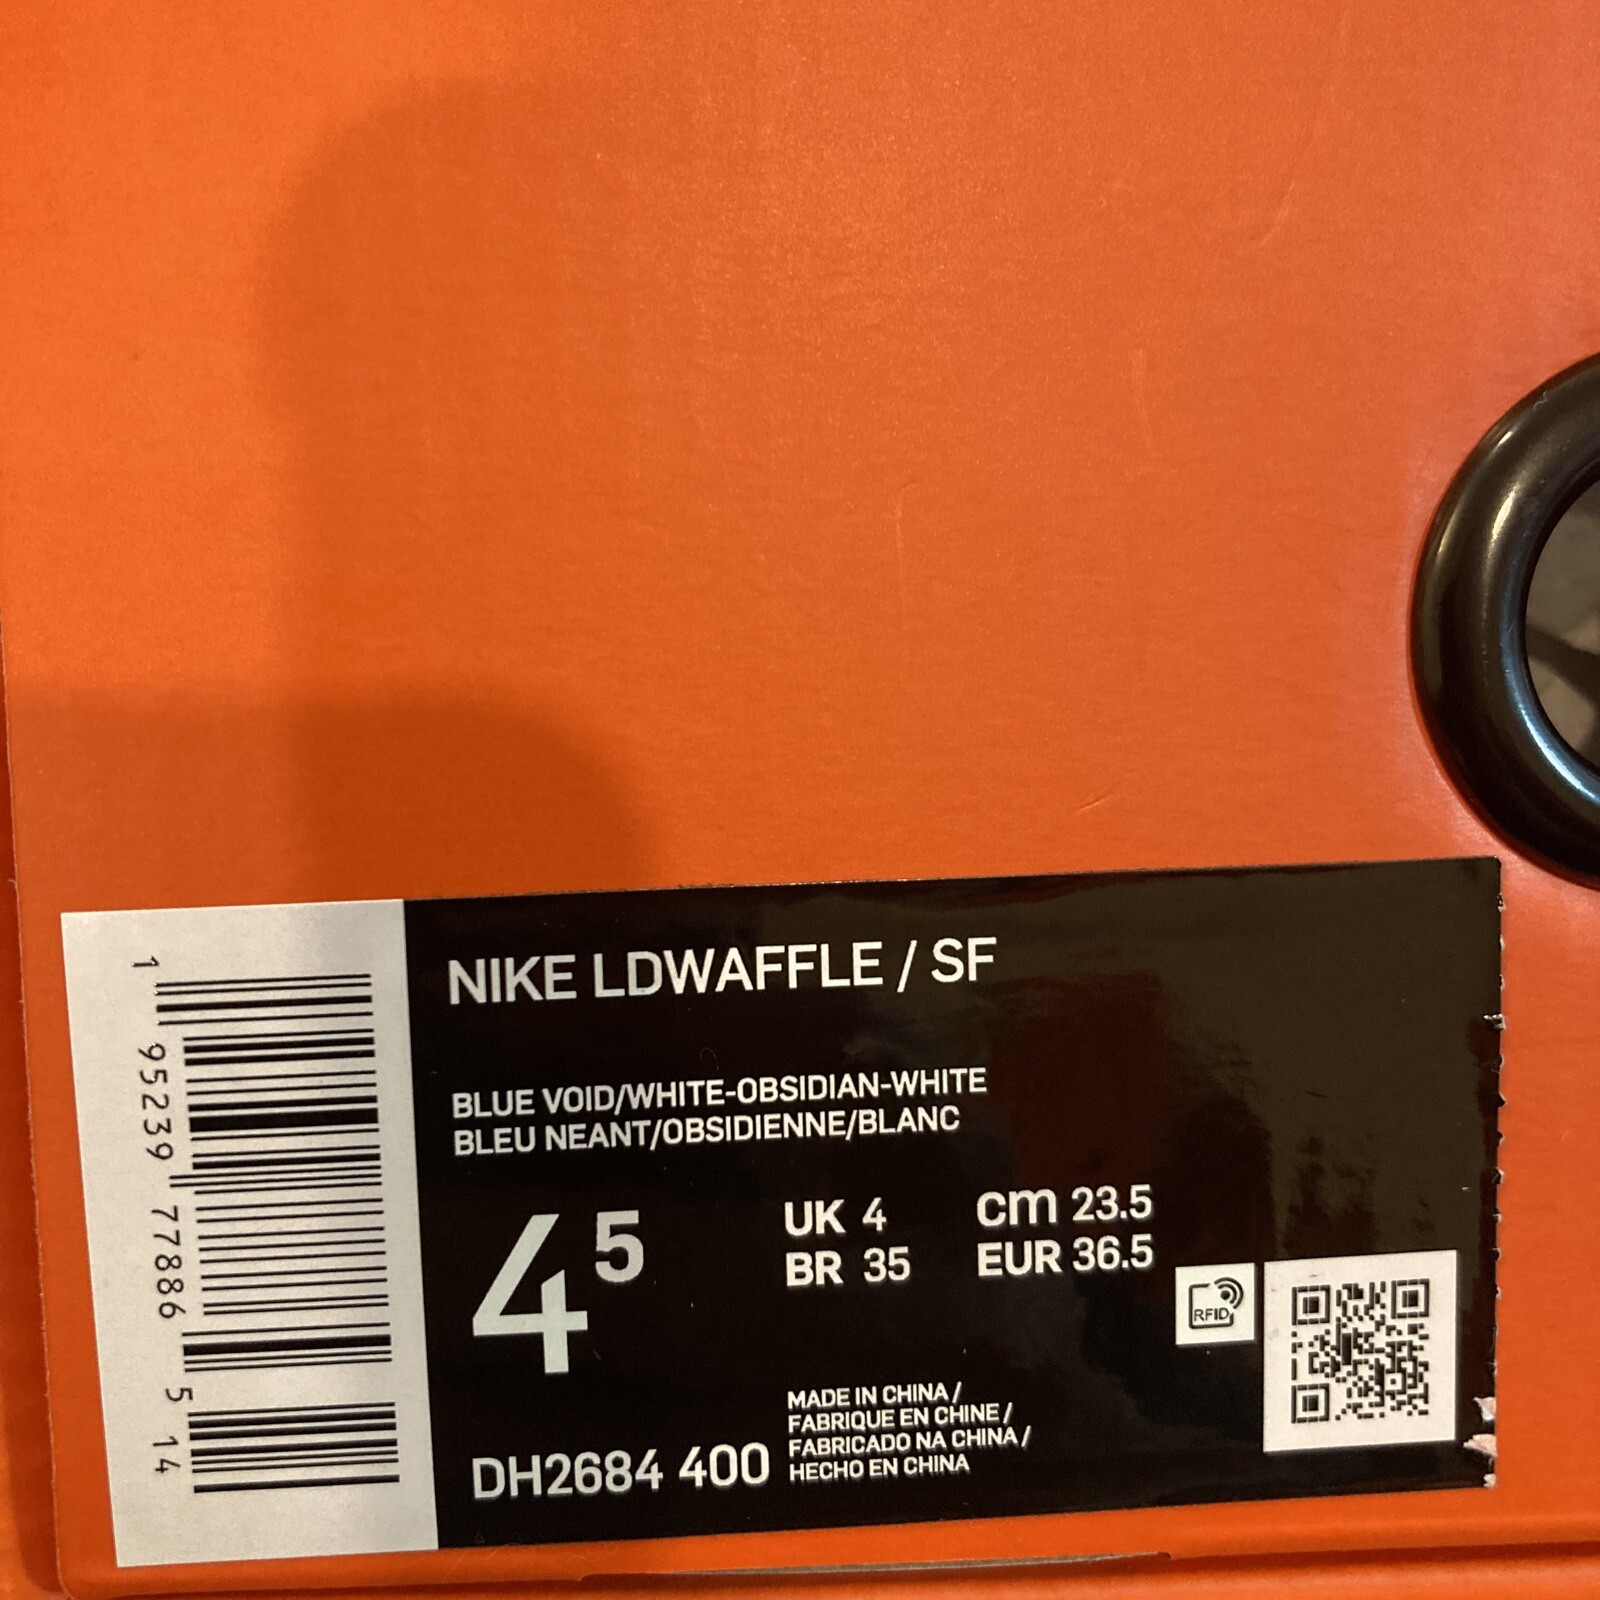 NIKE LDWAFFLE / SF
BLUE VOID/WHITE-OBSIDIAN-WHITE
BLEU NEANT/OBSIDIENNE/BLANC
4⁵
UK 4
BR 35
cm 23.5
EUR 36.5
RFID
MADE IN CHINA /
FABRIQUE EN CHINE /
FABRICADO NA CHINA /
HECHO EN CHINA
DH2684 400
1 95239 77886 5 14